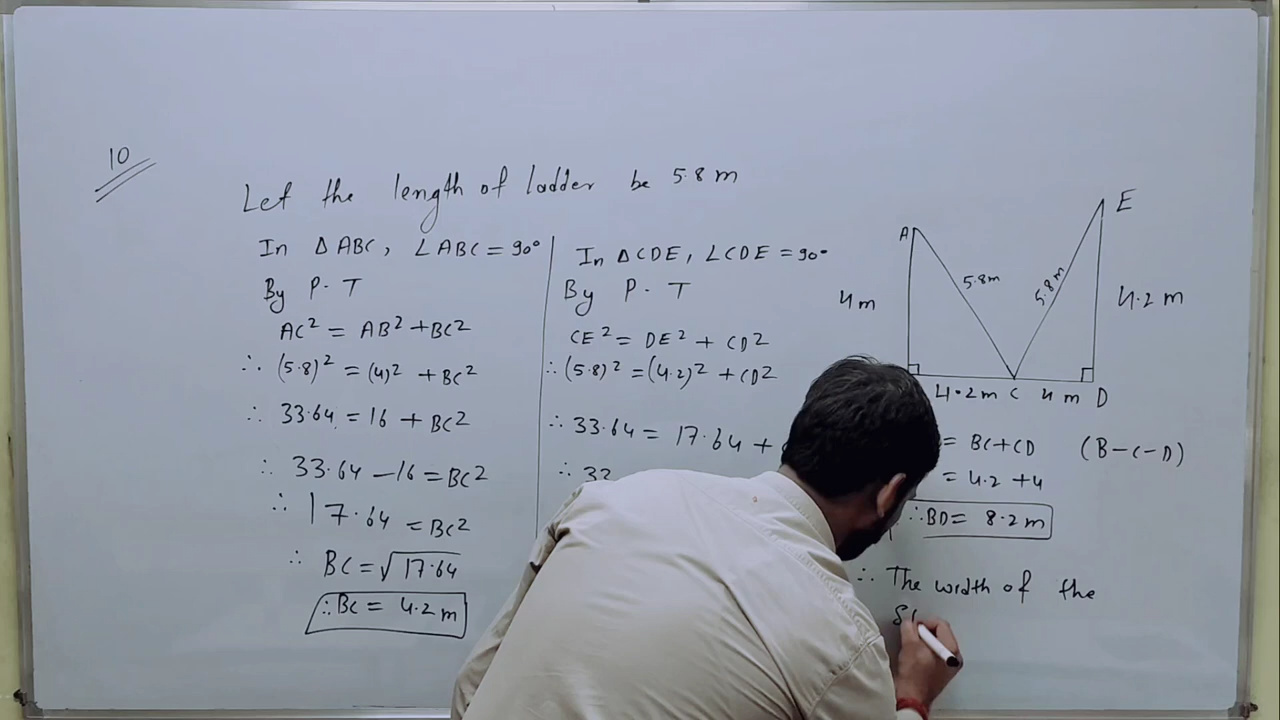 10
Let the length of ladder be 5.8 m
In △ABC, ∠ABC = 90°
By P. T
AC² = AB² + BC²
∴ (5.8)² = (4)² + BC²
∴ 33.64 = 16 + BC²
∴ 33.64 – 16 = BC²
∴ 17.64 = BC²
∴ BC = √17.64
∴ BC = 4.2 m
In △CDE, ∠CDE = 90°
By P. T
CE² = DE² + CD²
∴ (5.8)² = (4.2)² + CD²
∴ 33.64 = 17.64 +
∴ 33
A
E
5.8m
5.8m
4m
4.2 m
4.2m C 4 m D
= BC + CD (B – C – D)
= 4.2 + 4
∴ BD = 8.2 m
∴ The width of the